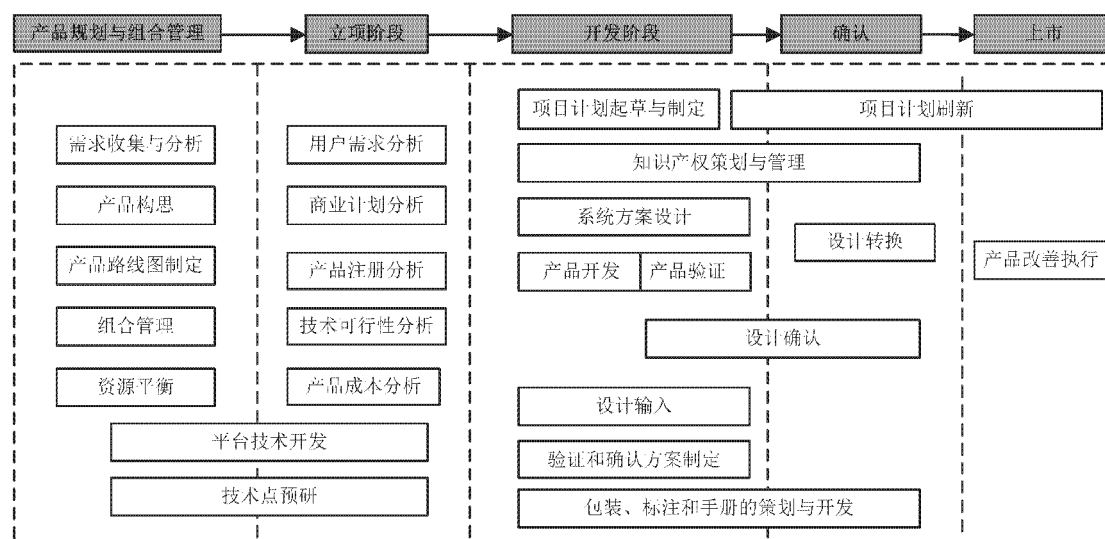 产品规划与组合管理
立项阶段
开发阶段
确认
上市
项目计划起草与制定
项目计划刷新
需求收集与分析
用户需求分析
知识产权策划与管理
产品构思
商业计划分析
系统方案设计
设计转换
产品路线图制定
产品注册分析
产品开发
产品验证
产品改善执行
组合管理
技术可行性分析
设计确认
资源平衡
产品成本分析
设计输入
平台技术开发
验证和确认方案制定
技术点预研
包装、标注和手册的策划与开发